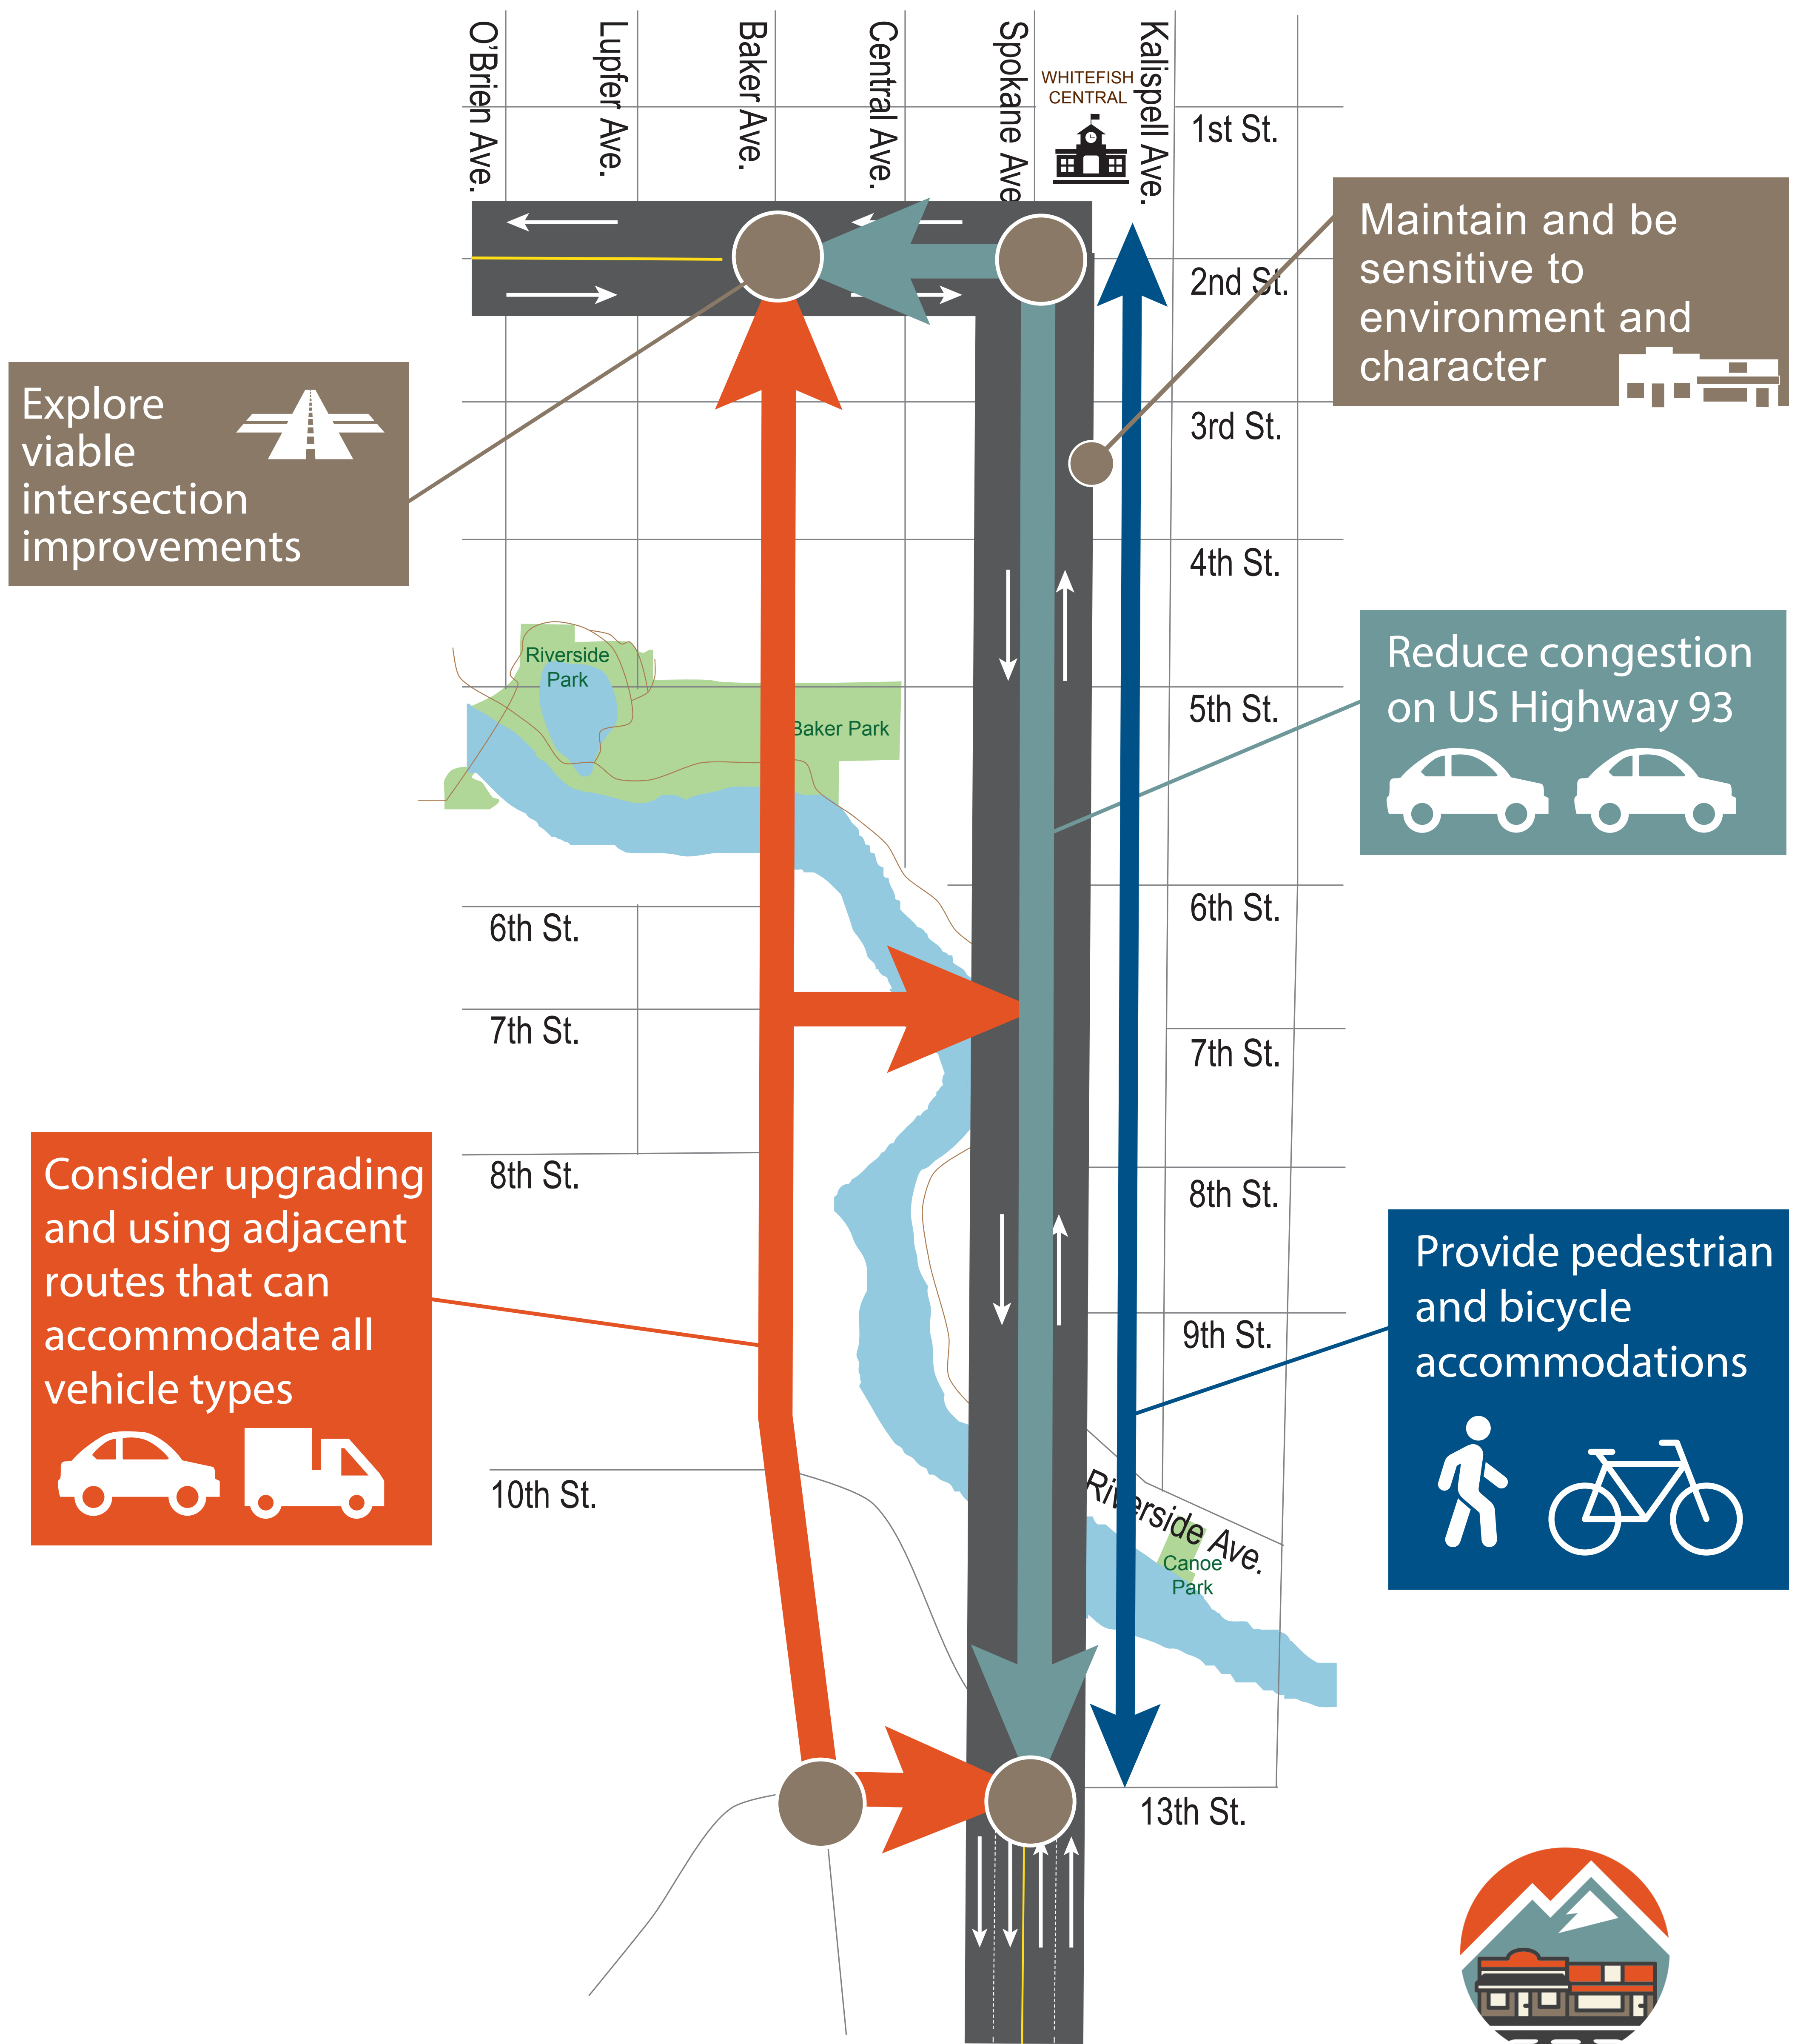 O'Brien Ave.
Lupfer Ave.
Baker Ave.
Central Ave.
Spokane Ave
Kalispell Ave.
WHITEFISH
CENTRAL
1st St.
2nd St.
3rd St.
4th St.
5th St.
6th St.
7th St.
8th St.
9th St.
Riverside Ave.
Canoe
Park
13th St.
Riverside
Park
Baker Park
6th St.
7th St.
8th St.
10th St.
Maintain and be
sensitive to
environment and
character
Explore
viable
intersection
improvements
Reduce congestion
on US Highway 93
Consider upgrading
and using adjacent
routes that can
accommodate all
vehicle types
Provide pedestrian
and bicycle
accommodations